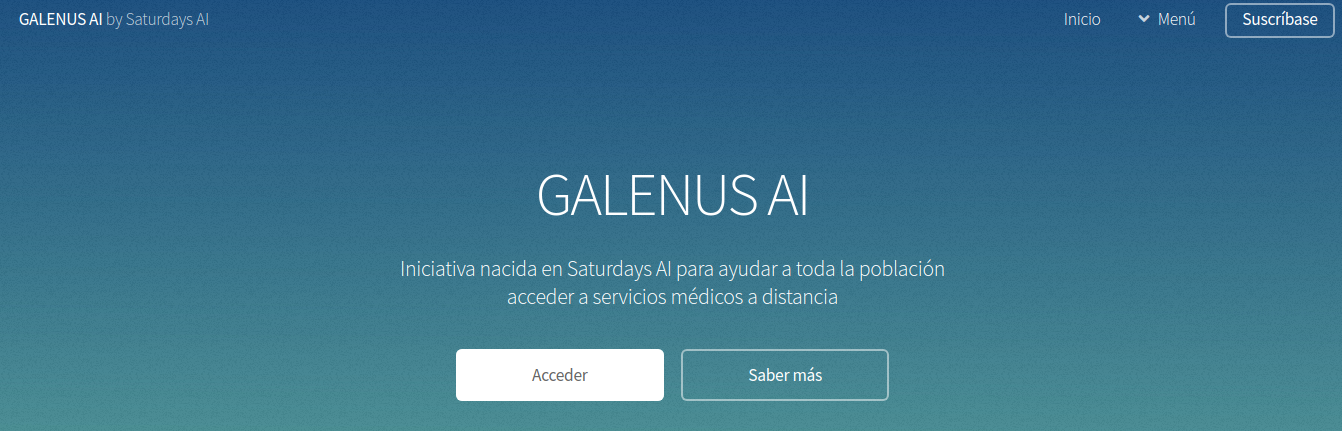 GALENUS AI by Saturdays AI
Inicio
Menú
Suscríbase
GALENUS AI
Iniciativa nacida en Saturdays AI para ayudar a toda la población
acceder a servicios médicos a distancia
Acceder
Saber más